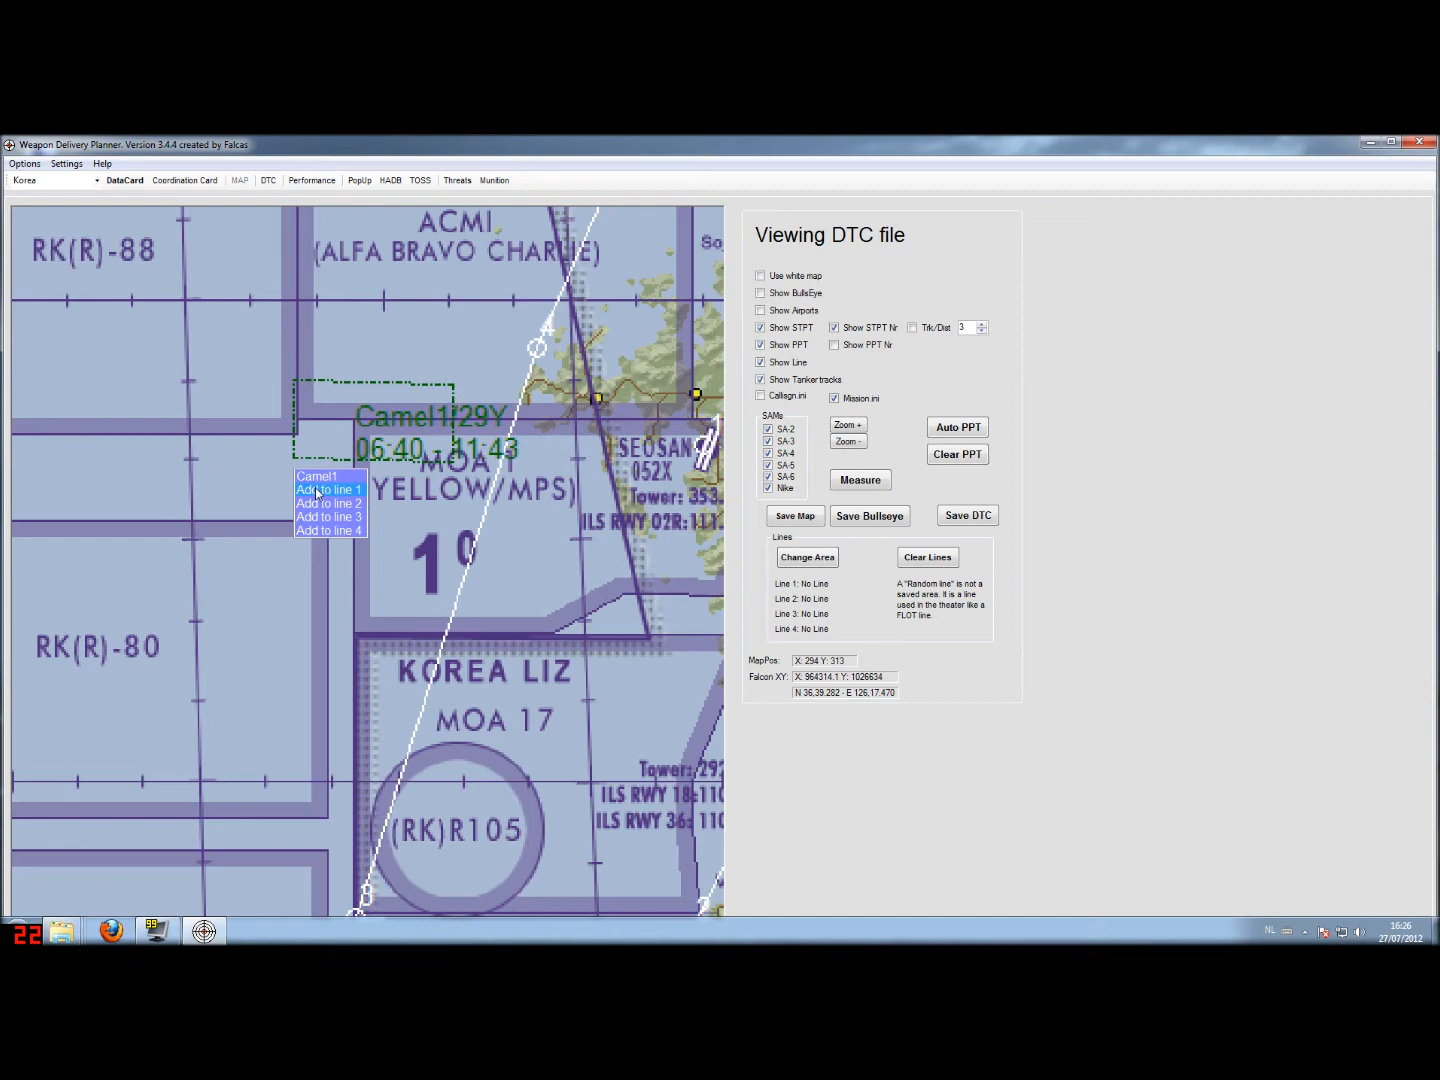 Weapon Delivery Planner. Version 3.4.4 created by Falcas
Options Settings Help
Korea DataCard Coordination Card MAP DTC Performance PopUp HADB TOSS Threats Munition
RK(R)-88
ACMI
(ALFA BRAVO CHARLIE)
4
Camel1/29Y
06:40 - 11:43
MOA 1
(YELLOW/MPS)
SEOSAN
052X
Tower: 353.
ILS RWY 02R:111.
Camel1
Add to line 1
Add to line 2
Add to line 3
Add to line 4
10
RK(R)-80
KOREA LIZ
MOA 17
(RK)R105
Tower: 292
ILS RWY 18:110
ILS RWY 36: 110
Viewing DTC file
Use white map
Show BullsEye
Show Airports
Show STPT Show STPT Nr Trk/Dist 3
Show PPT Show PPT Nr
Show Line
Show Tankertracks
Callsign.ini Mission.ini
SAMs
SA-2
SA-3
SA-4
SA-5
SA-6
Nike
Zoom +
Zoom -
Auto PPT
Clear PPT
Measure
Save Map Save Bullseye Save DTC
Lines
Change Area Clear Lines
Line 1: No Line
Line 2: No Line
Line 3: No Line
Line 4: No Line
A "Random line" is not a
saved area. It is a line
used in the theater like a
FLOT line.
MapPos: X: 294 Y: 313
Falcon XY: X: 964314.1 Y: 1026634
N 36,39.282 - E 126,17.470
22
99
NL
16:26
27/07/2012